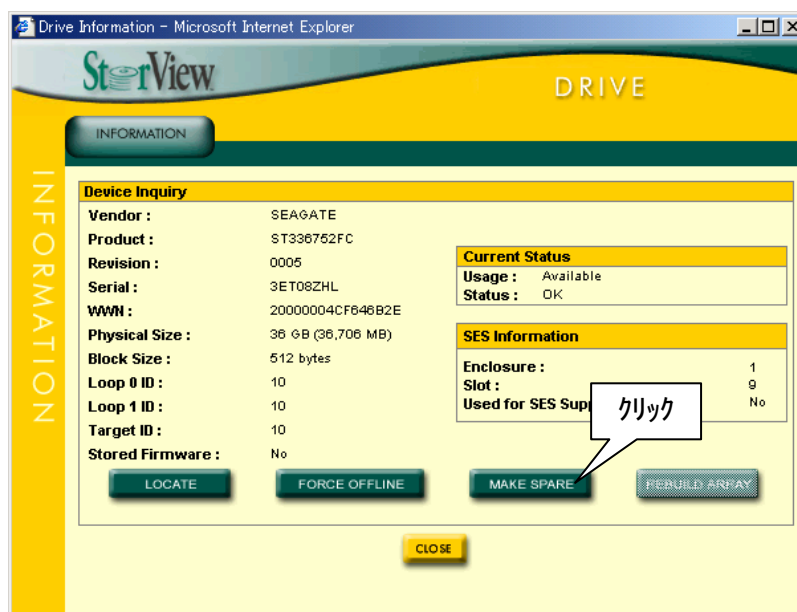 Drive Information - Microsoft Internet Explorer
StorView
DRIVE
INFORMATION
INFORMATION
Device Inquiry
Vendor : SEAGATE
Product : ST336752FC
Revision : 0005
Serial : 3ET08ZHL
WWN : 20000004CF646B2E
Physical Size : 36 GB (36,706 MB)
Block Size : 512 bytes
Loop 0 ID : 10
Loop 1 ID : 10
Target ID : 10
Stored Firmware : No
Current Status
Usage : Available
Status : OK
SES Information
Enclosure : 1
Slot : 9
Used for SES Supp No
ｸﾘｯｸ
LOCATE
FORCE OFFLINE
MAKE SPARE
REBUILD ARRAY
CLOSE